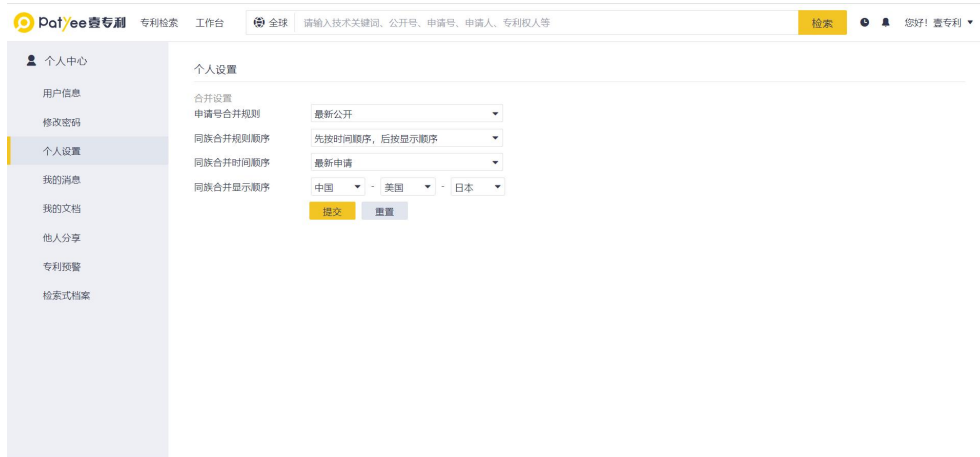 Patyee壹专利 专利检索 工作台 全球 请输入技术关键词、公开号、申请号、申请人、专利权人等 检索 您好！壹专利
个人中心
用户信息
修改密码
个人设置
我的消息
我的文档
他人分享
专利预警
检索式档案
个人设置
合并设置
申请号合并规则 最新公开
同族合并规则顺序 先按时间顺序，后按显示顺序
同族合并时间顺序 最新申请
同族合并显示顺序 中国 - 美国 - 日本
提交 重置